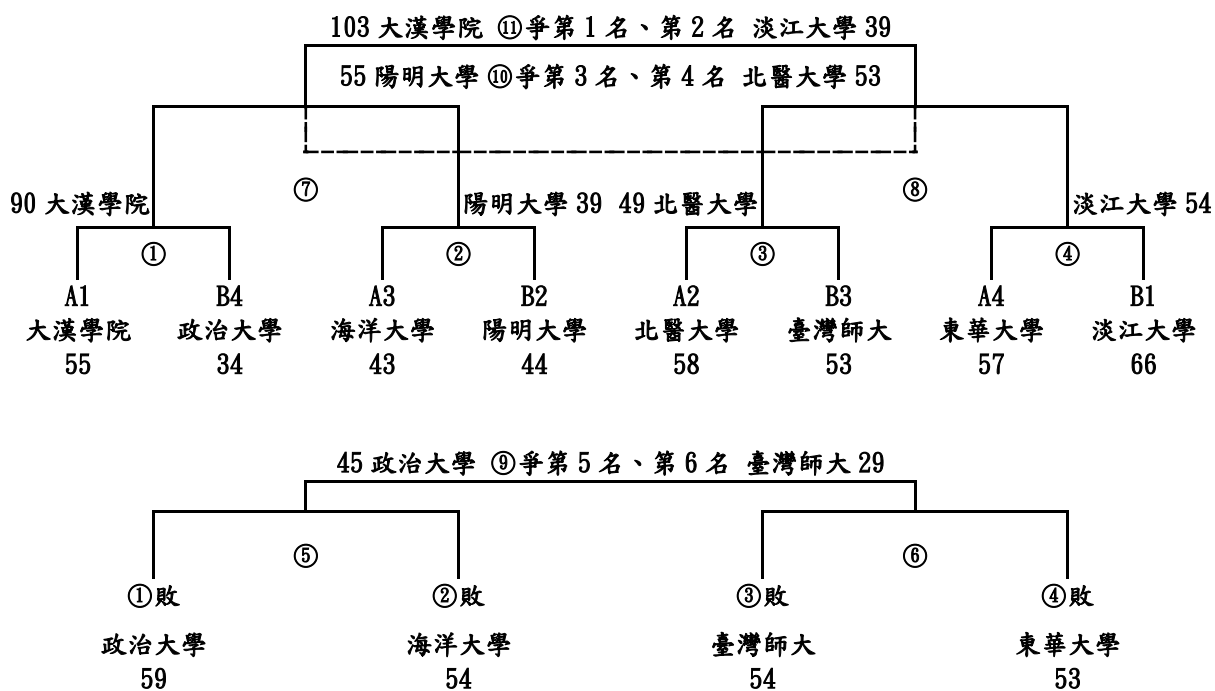 103 大漢學院 ⑪爭第 1 名、第 2 名 淡江大學 39
55 陽明大學 ⑩爭第 3 名、第 4 名 北醫大學 53
⑦ ⑧
90 大漢學院 陽明大學 39 49 北醫大學 淡江大學 54
① ② ③ ④
A1 B4 A3 B2 A2 B3 A4 B1
大漢學院 政治大學 海洋大學 陽明大學 北醫大學 臺灣師大 東華大學 淡江大學
55 34 43 44 58 53 57 66
45 政治大學 ⑨爭第 5 名、第 6 名 臺灣師大 29
⑤ ⑥
①敗 ②敗 ③敗 ④敗
政治大學 海洋大學 臺灣師大 東華大學
59 54 54 53